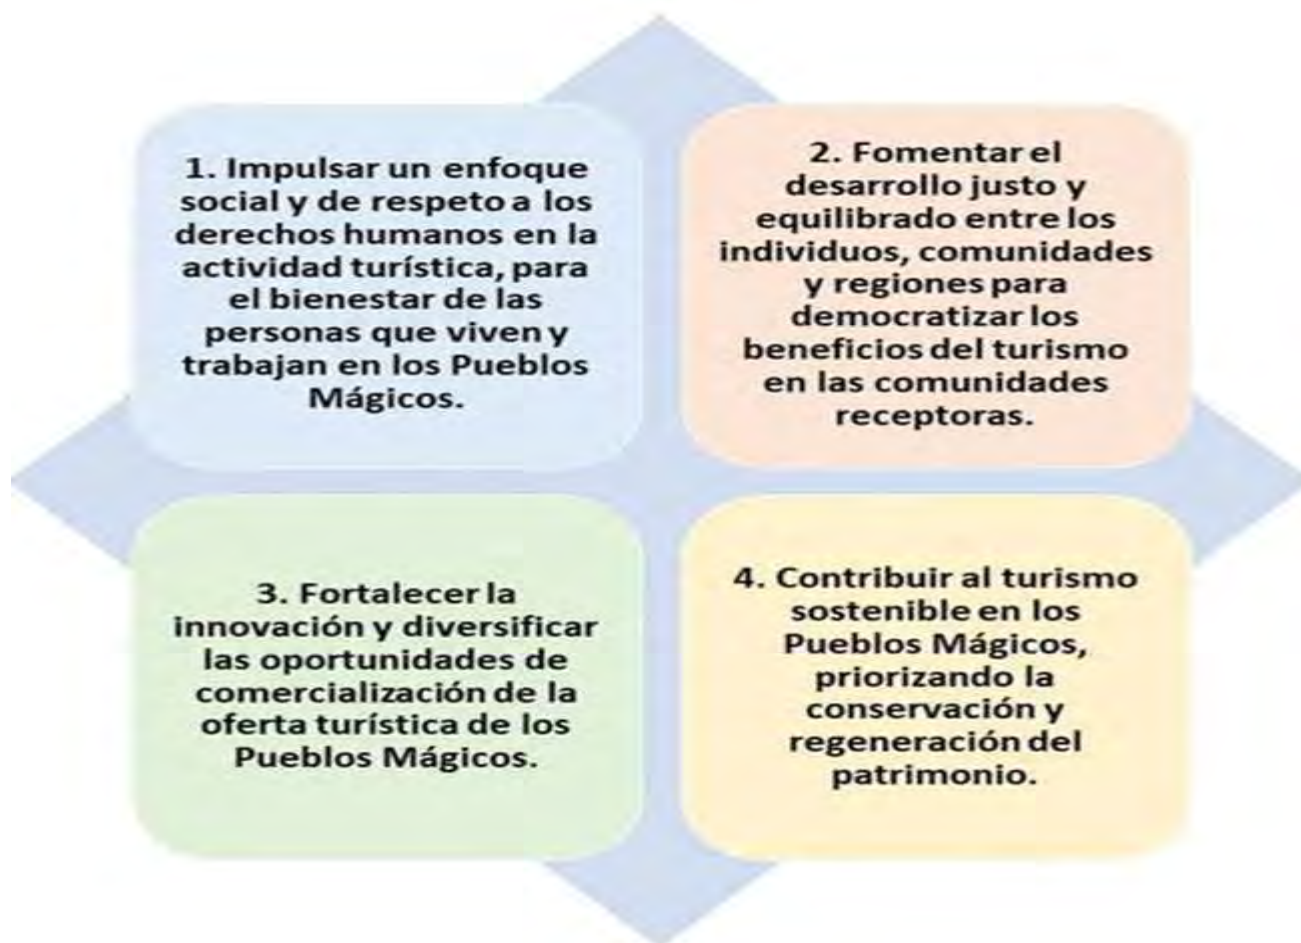 1. Impulsar un enfoque
social y de respeto a los
derechos humanos en la
actividad turística, para
el bienestar de las
personas que viven y
trabajan en los Pueblos
Mágicos.
2. Fomentar el
desarrollo justo y
equilibrado entre los
individuos, comunidades
y regiones para
democratizar los
beneficios del turismo
en las comunidades
receptoras.
3. Fortalecer la
innovación y diversificar
las oportunidades de
comercialización de la
oferta turística de los
Pueblos Mágicos.
4. Contribuir al turismo
sostenible en los
Pueblos Mágicos,
priorizando la
conservación y
regeneración del
patrimonio.